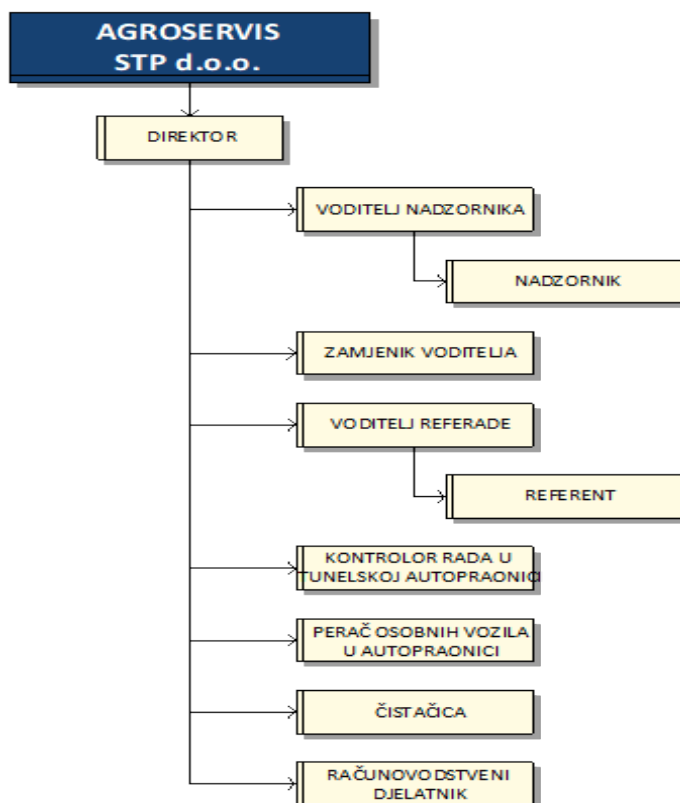 AGROSERVIS
STP d.o.o.
DIREKTOR
VODITELJ NADZORNIKA
NADZORNIK
ZAMJENIK VODITELJA
VODITELJ REFERADE
REFERENT
KONTROLOR RADA U
TUNELSKOJ AUTOPRAONICI
PERAČ OSOBNIH VOZILA
U AUTOPRAONICI
ČISTAČICA
RAČUNOVODSTVENI
DJELATNIK